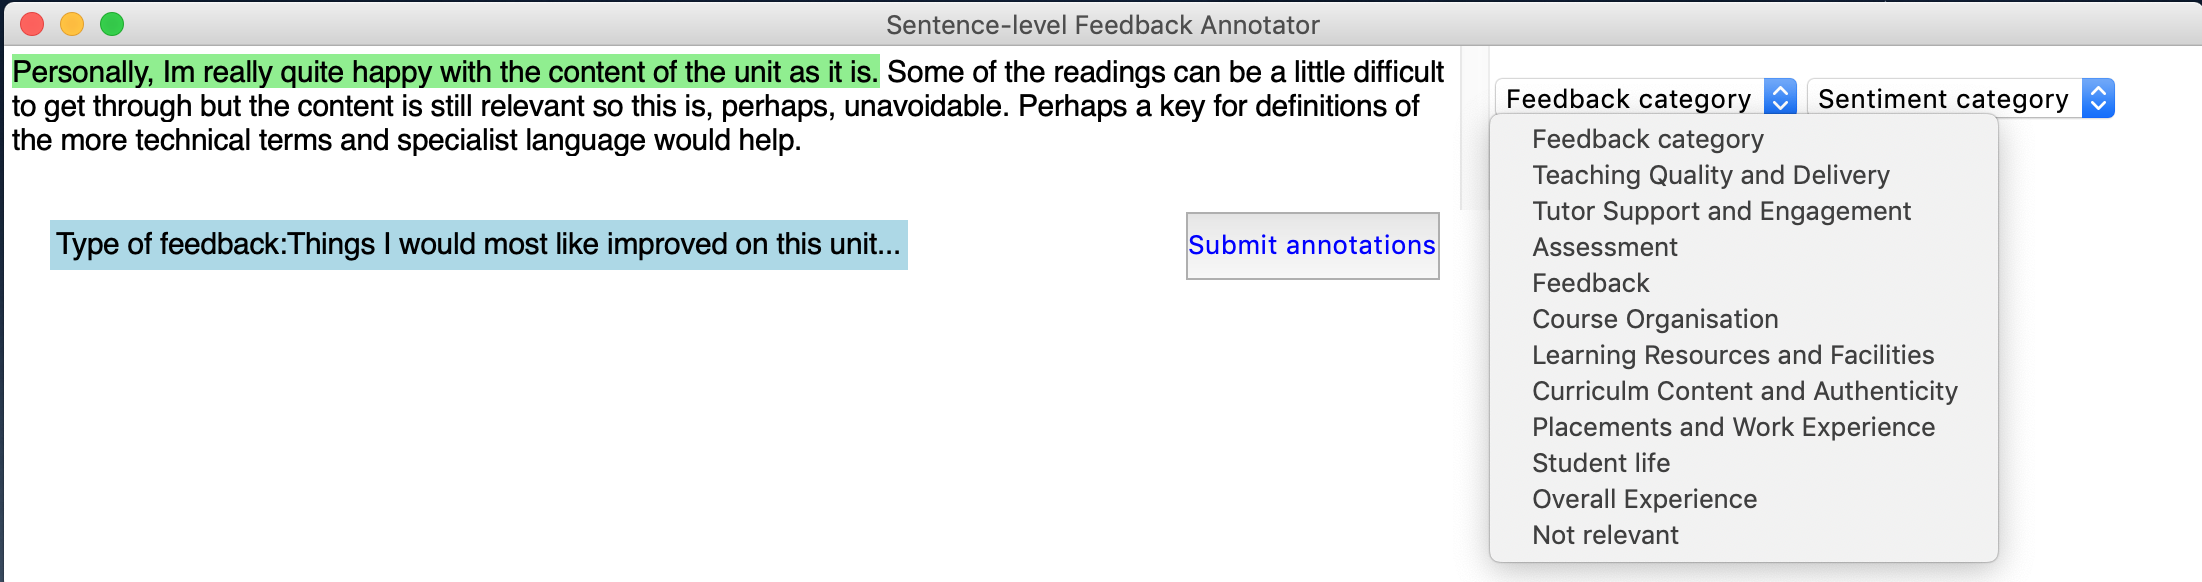 Sentence-level Feedback Annotator
Personally, Im really quite happy with the content of the unit as it is. Some of the readings can be a little difficult
to get through but the content is still relevant so this is, perhaps, unavoidable. Perhaps a key for definitions of
the more technical terms and specialist language would help.
Type of feedback:Things I would most like improved on this unit...
Submit annotations
Feedback category
Sentiment category
Feedback category
Teaching Quality and Delivery
Tutor Support and Engagement
Assessment
Feedback
Course Organisation
Learning Resources and Facilities
Curriculm Content and Authenticity
Placements and Work Experience
Student life
Overall Experience
Not relevant